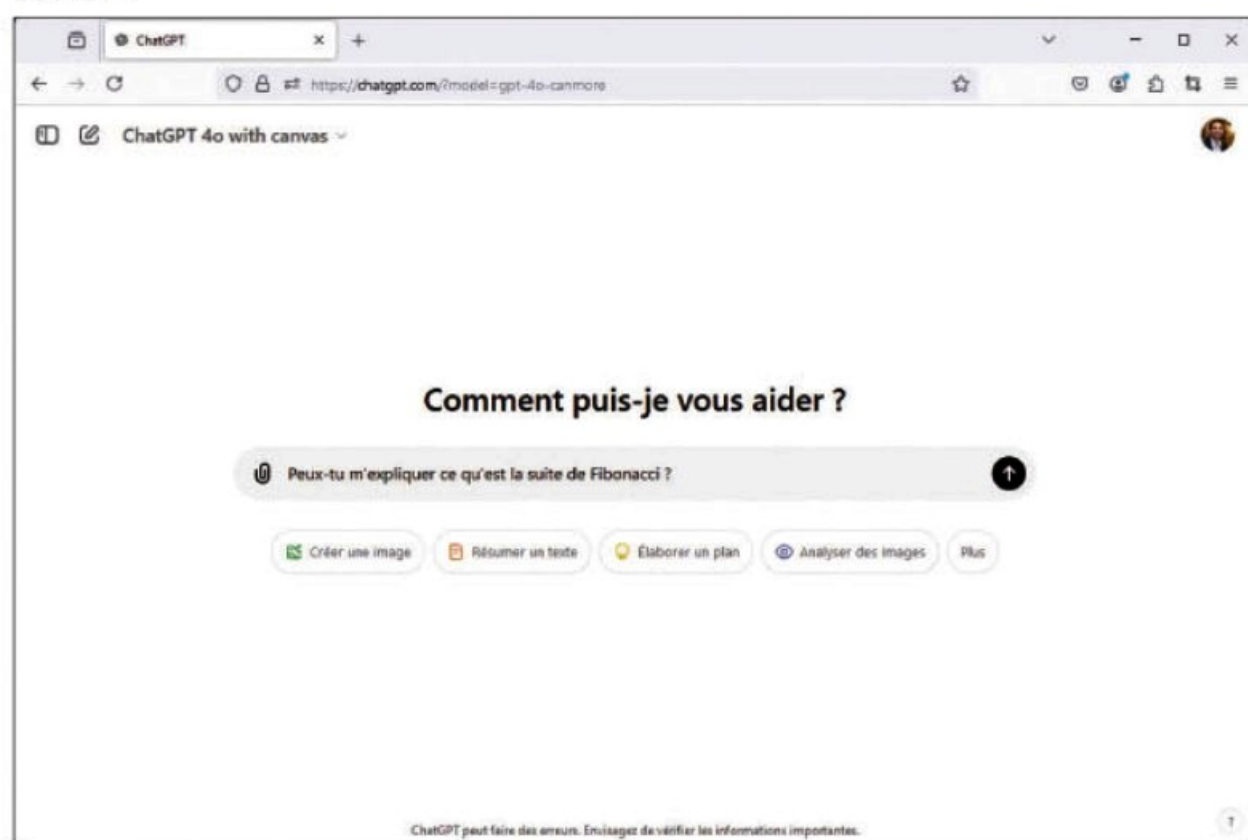 ChatGPT
https://chatgpt.com/?model=gpt-4o-canmore
ChatGPT 4o with canvas
Comment puis-je vous aider ?
Peux-tu m'expliquer ce qu'est la suite de Fibonacci ?
Créer une image Résumer un texte Élaborer un plan Analyser des images Plus
ChatGPT peut faire des erreurs. Envisagez de vérifier les informations importantes.
?